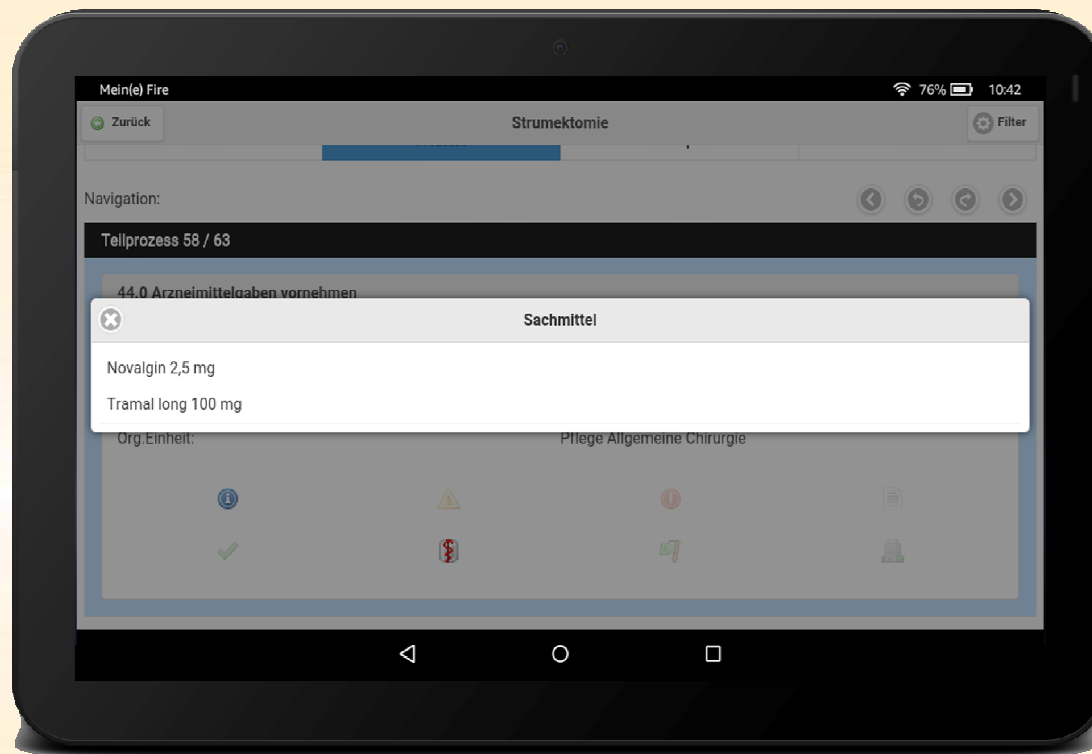 Mein(e) Fire 76% 10:42
Zurück Strumektomie Filter
Navigation:
Teilprozess 58 / 63
44.0 Arzneimittelgaben vornehmen
Sachmittel
Novalgin 2,5 mg
Tramal long 100 mg
Org.Einheit: Pflege Allgemeine Chirurgie